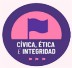 CÍVICA, ÉTICA
E INTEGRIDAD